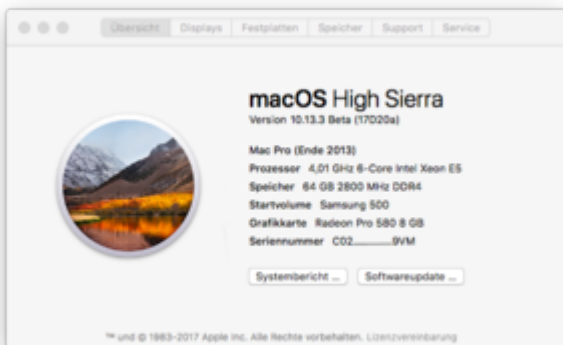 Übersicht Displays Festplatten Speicher Support Service
macOS High Sierra
Version 10.13.3 Beta (17D20a)
Mac Pro (Ende 2013)
Prozessor 4,01 GHz 6-Core Intel Xeon E5
Speicher 64 GB 2800 MHz DDR4
Startvolume Samsung 500
Grafikkarte Radeon Pro 580 8 GB
Seriennummer C02________9VM
Systembericht ... Softwareupdate ...
™ und © 1983-2017 Apple Inc. Alle Rechte vorbehalten. Lizenzvereinbarung